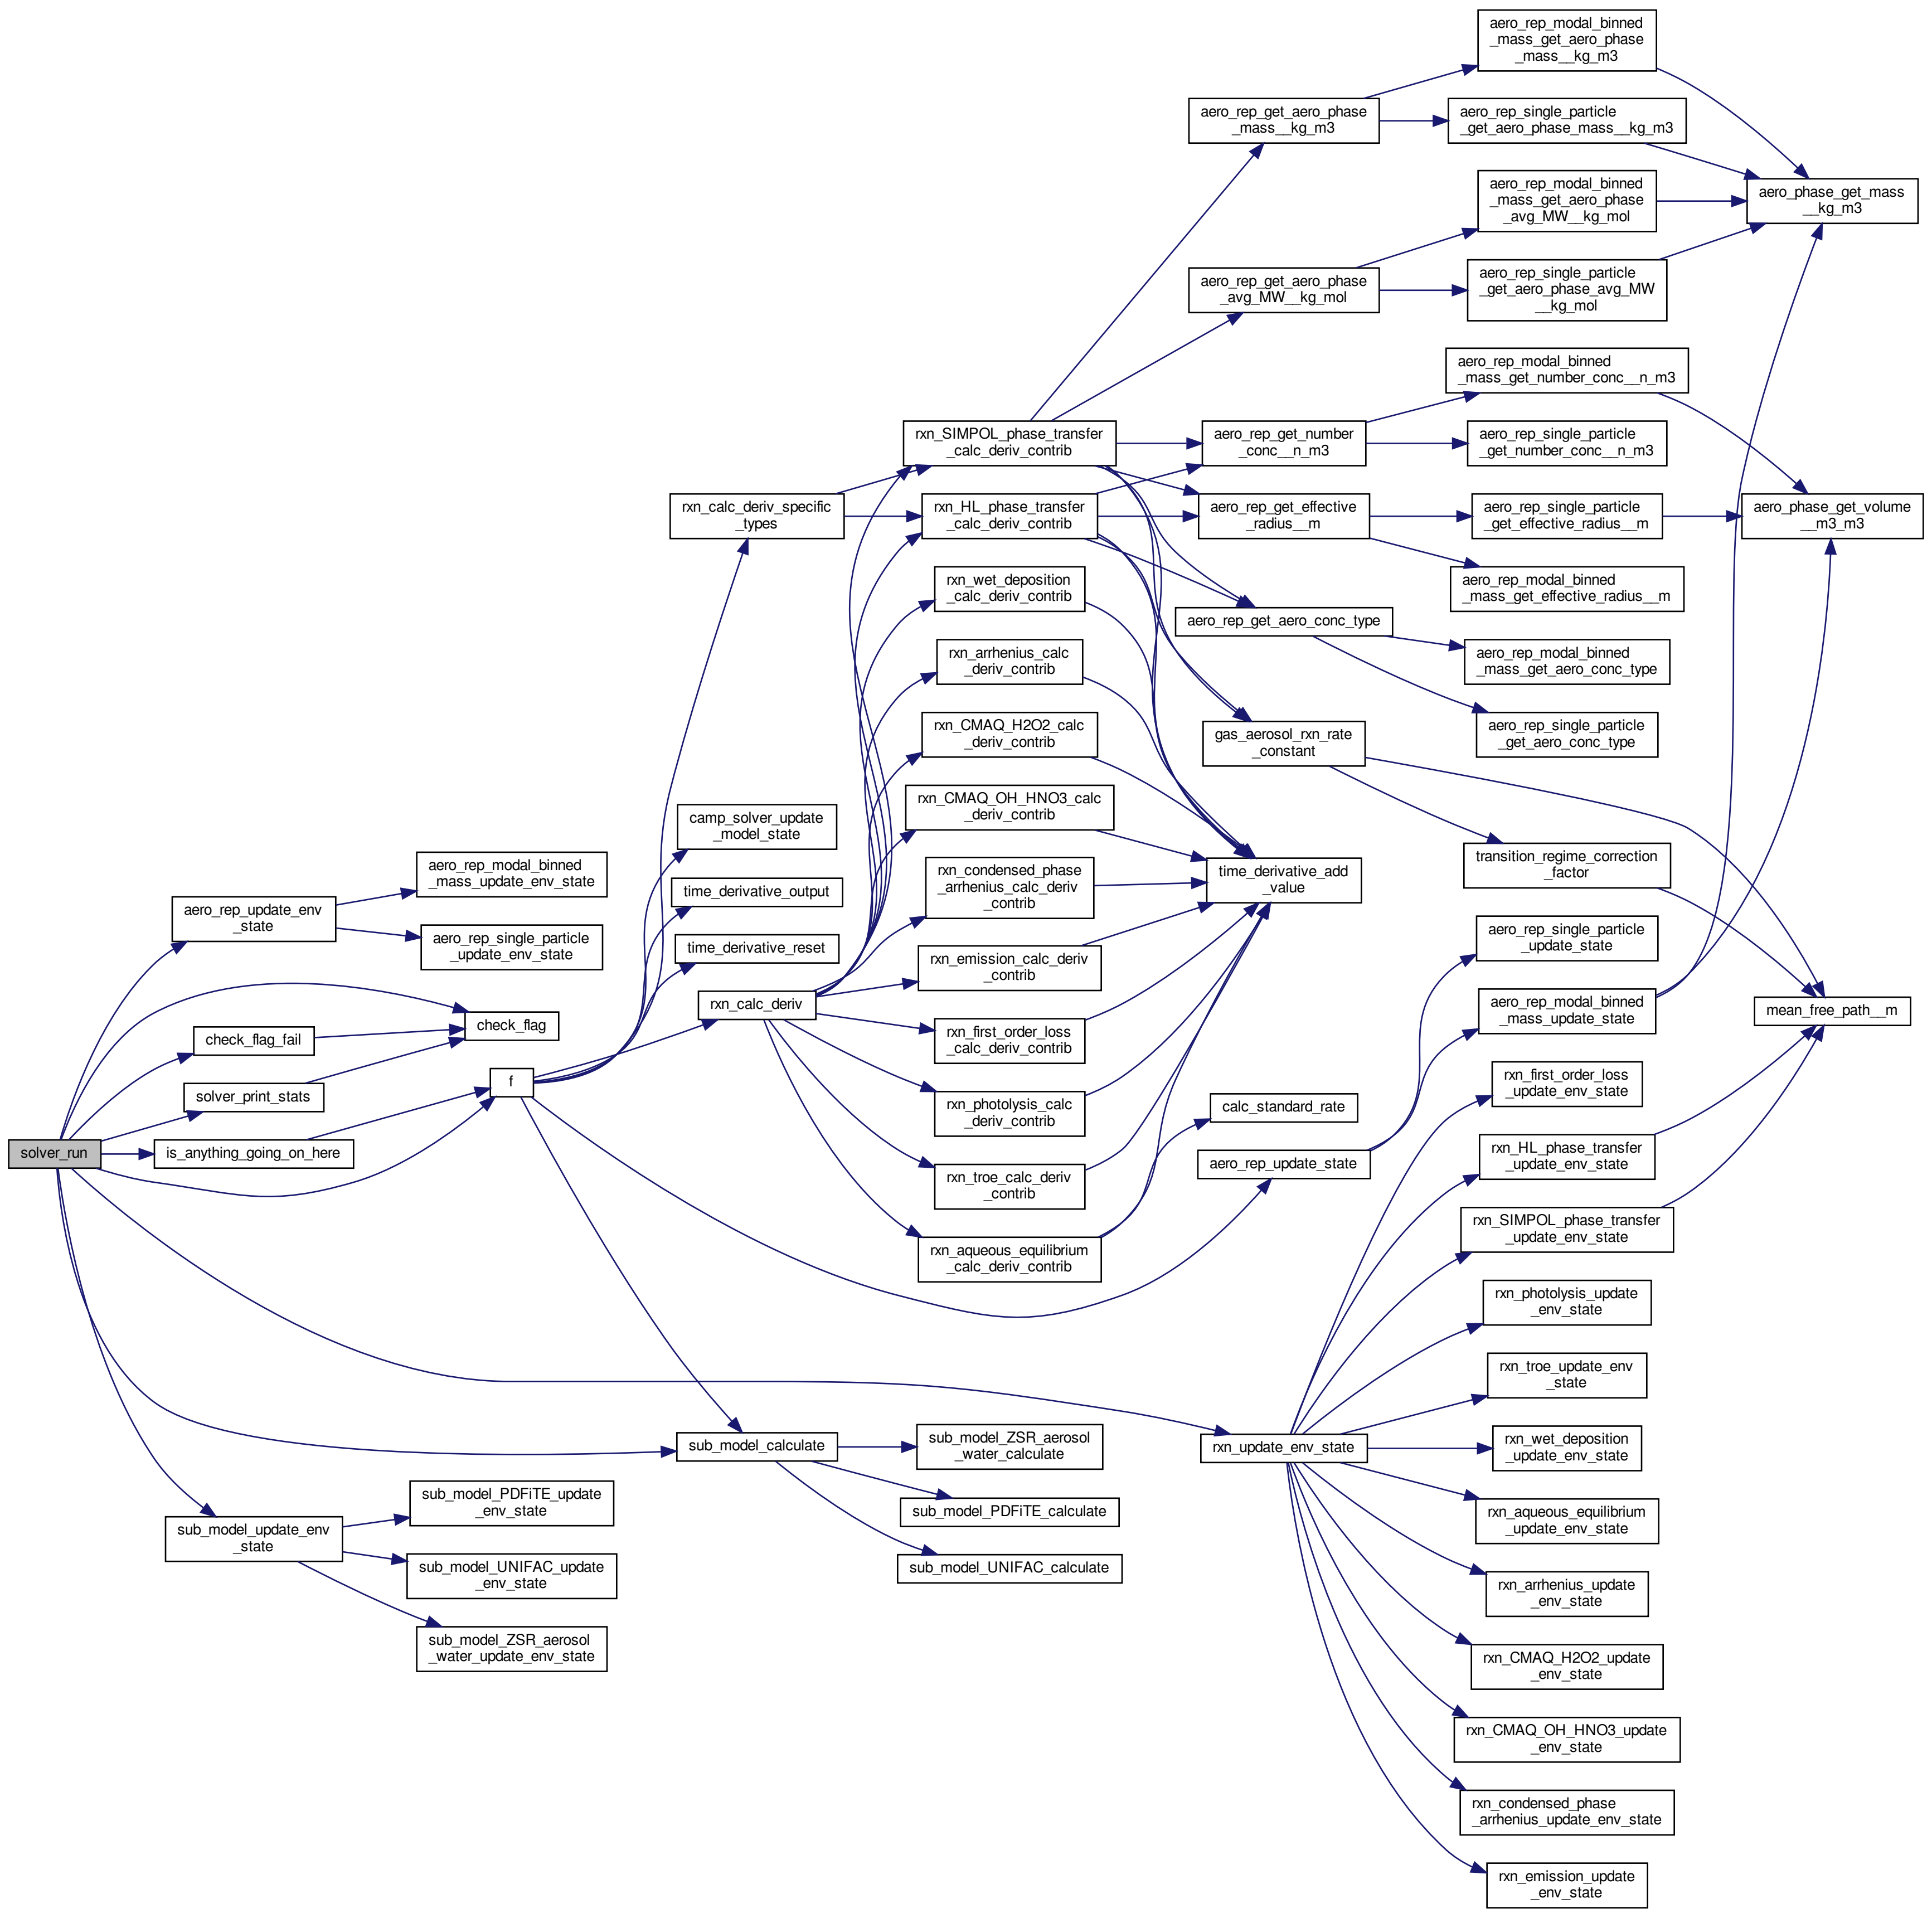 solver_run
aero_rep_update_env
_state
check_flag_fail
solver_print_stats
is_anything_going_on_here
sub_model_update_env
_state
aero_rep_modal_binned
_mass_update_env_state
aero_rep_single_particle
_update_env_state
check_flag
f
sub_model_PDFiTE_update
_env_state
sub_model_UNIFAC_update
_env_state
sub_model_ZSR_aerosol
_water_update_env_state
rxn_calc_deriv_specific
_types
camp_solver_update
_model_state
time_derivative_output
time_derivative_reset
rxn_calc_deriv
sub_model_calculate
rxn_SIMPOL_phase_transfer
_calc_deriv_contrib
rxn_HL_phase_transfer
_calc_deriv_contrib
rxn_wet_deposition
_calc_deriv_contrib
rxn_arrhenius_calc
_deriv_contrib
rxn_CMAQ_H2O2_calc
_deriv_contrib
rxn_CMAQ_OH_HNO3_calc
_deriv_contrib
rxn_condensed_phase
_arrhenius_calc_deriv
_contrib
rxn_emission_calc_deriv
_contrib
rxn_first_order_loss
_calc_deriv_contrib
rxn_photolysis_calc
_deriv_contrib
rxn_troe_calc_deriv
_contrib
rxn_aqueous_equilibrium
_calc_deriv_contrib
sub_model_ZSR_aerosol
_water_calculate
sub_model_PDFiTE_calculate
sub_model_UNIFAC_calculate
aero_rep_get_aero_phase
_mass__kg_m3
aero_rep_get_aero_phase
_avg_MW__kg_mol
aero_rep_get_number
_conc__n_m3
aero_rep_get_effective
_radius__m
aero_rep_get_aero_conc_type
gas_aerosol_rxn_rate
_constant
time_derivative_add
_value
calc_standard_rate
aero_rep_update_state
rxn_update_env_state
aero_rep_modal_binned
_mass_get_aero_phase
_mass__kg_m3
aero_rep_single_particle
_get_aero_phase_mass__kg_m3
aero_rep_modal_binned
_mass_get_aero_phase
_avg_MW__kg_mol
aero_rep_single_particle
_get_aero_phase_avg_MW
__kg_mol
aero_rep_modal_binned
_mass_get_number_conc__n_m3
aero_rep_single_particle
_get_number_conc__n_m3
aero_rep_single_particle
_get_effective_radius__m
aero_rep_modal_binned
_mass_get_effective_radius__m
aero_rep_modal_binned
_mass_get_aero_conc_type
aero_rep_single_particle
_get_aero_conc_type
transition_regime_correction
_factor
aero_rep_single_particle
_update_state
aero_rep_modal_binned
_mass_update_state
rxn_first_order_loss
_update_env_state
rxn_HL_phase_transfer
_update_env_state
rxn_SIMPOL_phase_transfer
_update_env_state
rxn_photolysis_update
_env_state
rxn_troe_update_env
_state
rxn_wet_deposition
_update_env_state
rxn_aqueous_equilibrium
_update_env_state
rxn_arrhenius_update
_env_state
rxn_CMAQ_H2O2_update
_env_state
rxn_CMAQ_OH_HNO3_update
_env_state
rxn_condensed_phase
_arrhenius_update_env_state
rxn_emission_update
_env_state
aero_phase_get_mass
__kg_m3
aero_phase_get_volume
__m3_m3
mean_free_path__m